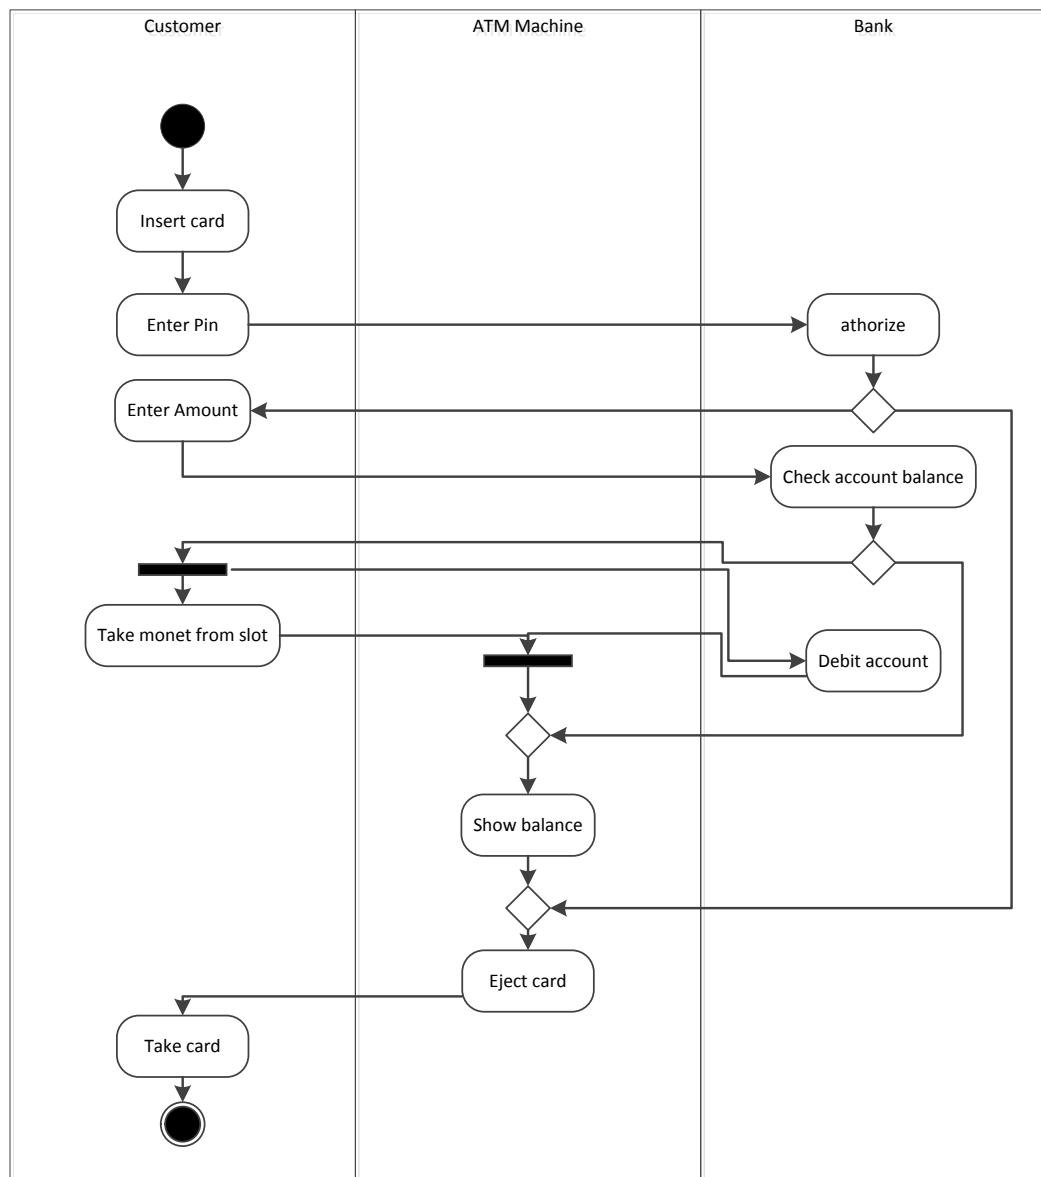 Customer
ATM Machine
Bank
Insert card
Enter Pin
athorize
Enter Amount
Check account balance
Take monet from slot
Debit account
Show balance
Eject card
Take card